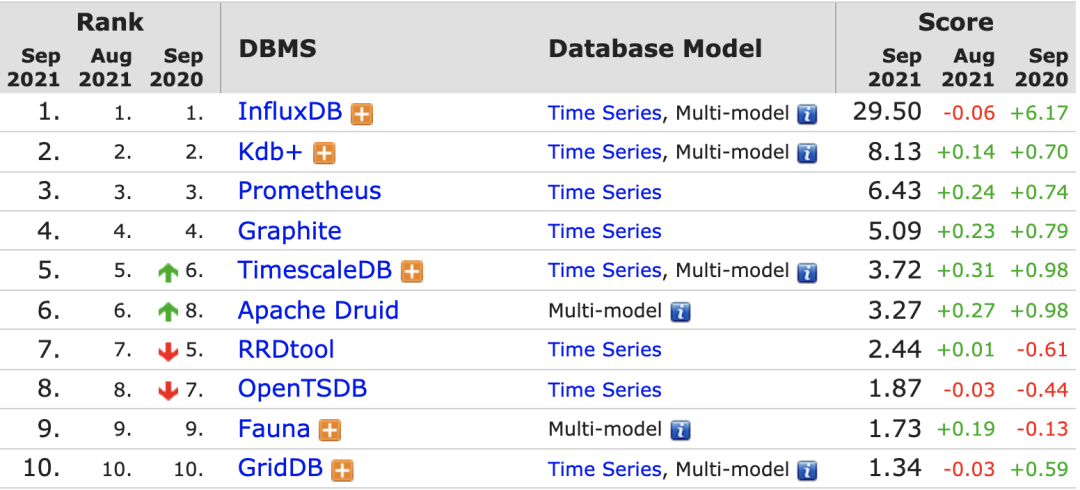 Rank DBMS Database Model Score
Sep 2021 Aug 2021 Sep 2020 Sep 2021 Aug 2021 Sep 2020
1. 1. 1. InfluxDB Time Series, Multi-model 29.50 -0.06 +6.17
2. 2. 2. Kdb+ Time Series, Multi-model 8.13 +0.14 +0.70
3. 3. 3. Prometheus Time Series 6.43 +0.24 +0.74
4. 4. 4. Graphite Time Series 5.09 +0.23 +0.79
5. 5. 6. TimescaleDB Time Series, Multi-model 3.72 +0.31 +0.98
6. 6. 8. Apache Druid Multi-model 3.27 +0.27 +0.98
7. 7. 5. RRDtool Time Series 2.44 +0.01 -0.61
8. 8. 7. OpenTSDB Time Series 1.87 -0.03 -0.44
9. 9. 9. Fauna Multi-model 1.73 +0.19 -0.13
10. 10. 10. GridDB Time Series, Multi-model 1.34 -0.03 +0.59